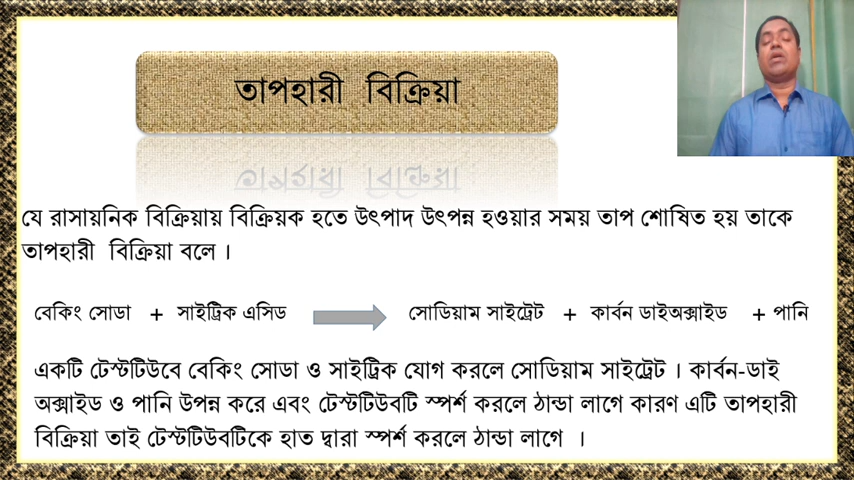 তাপহারী বিক্রিয়া
যে রাসায়নিক বিক্রিয়ায় বিক্রিয়ক হতে উৎপাদ উৎপন্ন হওয়ার সময় তাপ শোষিত হয় তাকে
তাপহারী বিক্রিয়া বলে ।
বেকিং সোডা + সাইট্রিক এসিড সোডিয়াম সাইট্রেট + কার্বন ডাইঅক্সাইড + পানি
একটি টেস্টটিউবে বেকিং সোডা ও সাইট্রিক যোগ করলে সোডিয়াম সাইট্রেট । কার্বন-ডাই
অক্সাইড ও পানি উপন্ন করে এবং টেস্টটিউবটি স্পর্শ করলে ঠান্ডা লাগে কারণ এটি তাপহারী
বিক্রিয়া তাই টেস্টটিউবটিকে হাত দ্বারা স্পর্শ করলে ঠান্ডা লাগে ।